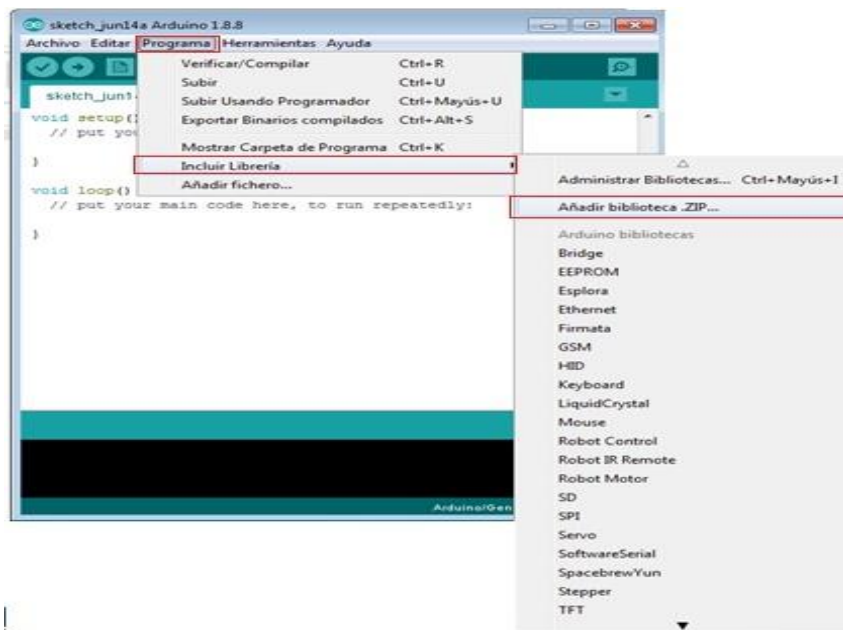 sketch_jun14a Arduino 1.8.8
Archivo Editar Programa Herramientas Ayuda
Verificar/Compilar Ctrl+R
Subir Ctrl+U
Subir Usando Programador Ctrl+Mayús+U
Exportar Binarios compilados Ctrl+Alt+S
Mostrar Carpeta de Programa Ctrl+K
Incluir Librería
Añadir fichero...
sketch_jun1
void setup()
// put you
}
void loop()
// put your main code here, to run repeatedly:
}
Arduino/Gen
Administrar Bibliotecas... Ctrl+Mayús+I
Añadir biblioteca .ZIP...
Arduino bibliotecas
Bridge
EEPROM
Esplora
Ethernet
Firmata
GSM
HID
Keyboard
LiquidCrystal
Mouse
Robot Control
Robot IR Remote
Robot Motor
SD
SPI
Servo
SoftwareSerial
SpacebrewYun
Stepper
TFT